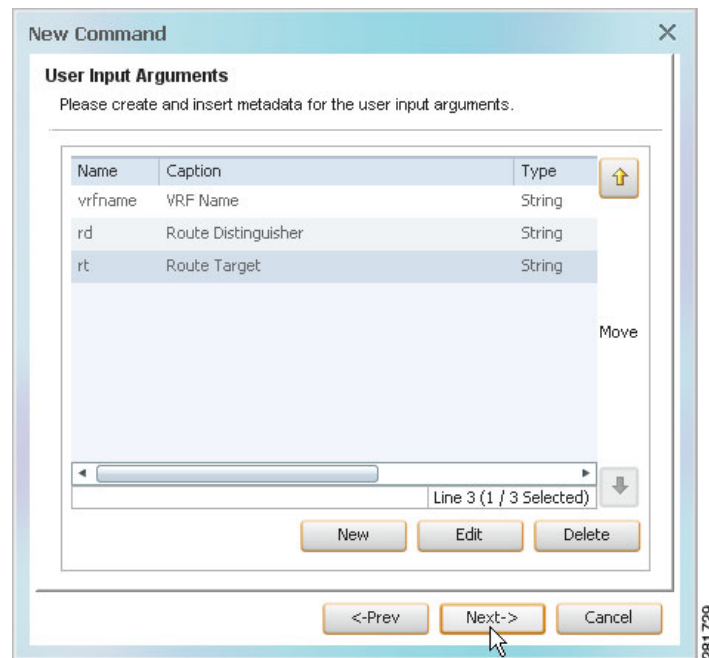 New Command
User Input Arguments
Please create and insert metadata for the user input arguments.
Name Caption Type
vrfname VRF Name String
rd Route Distinguisher String
rt Route Target String
Move
Line 3 (1 / 3 Selected)
New Edit Delete
<-Prev Next-> Cancel
281729